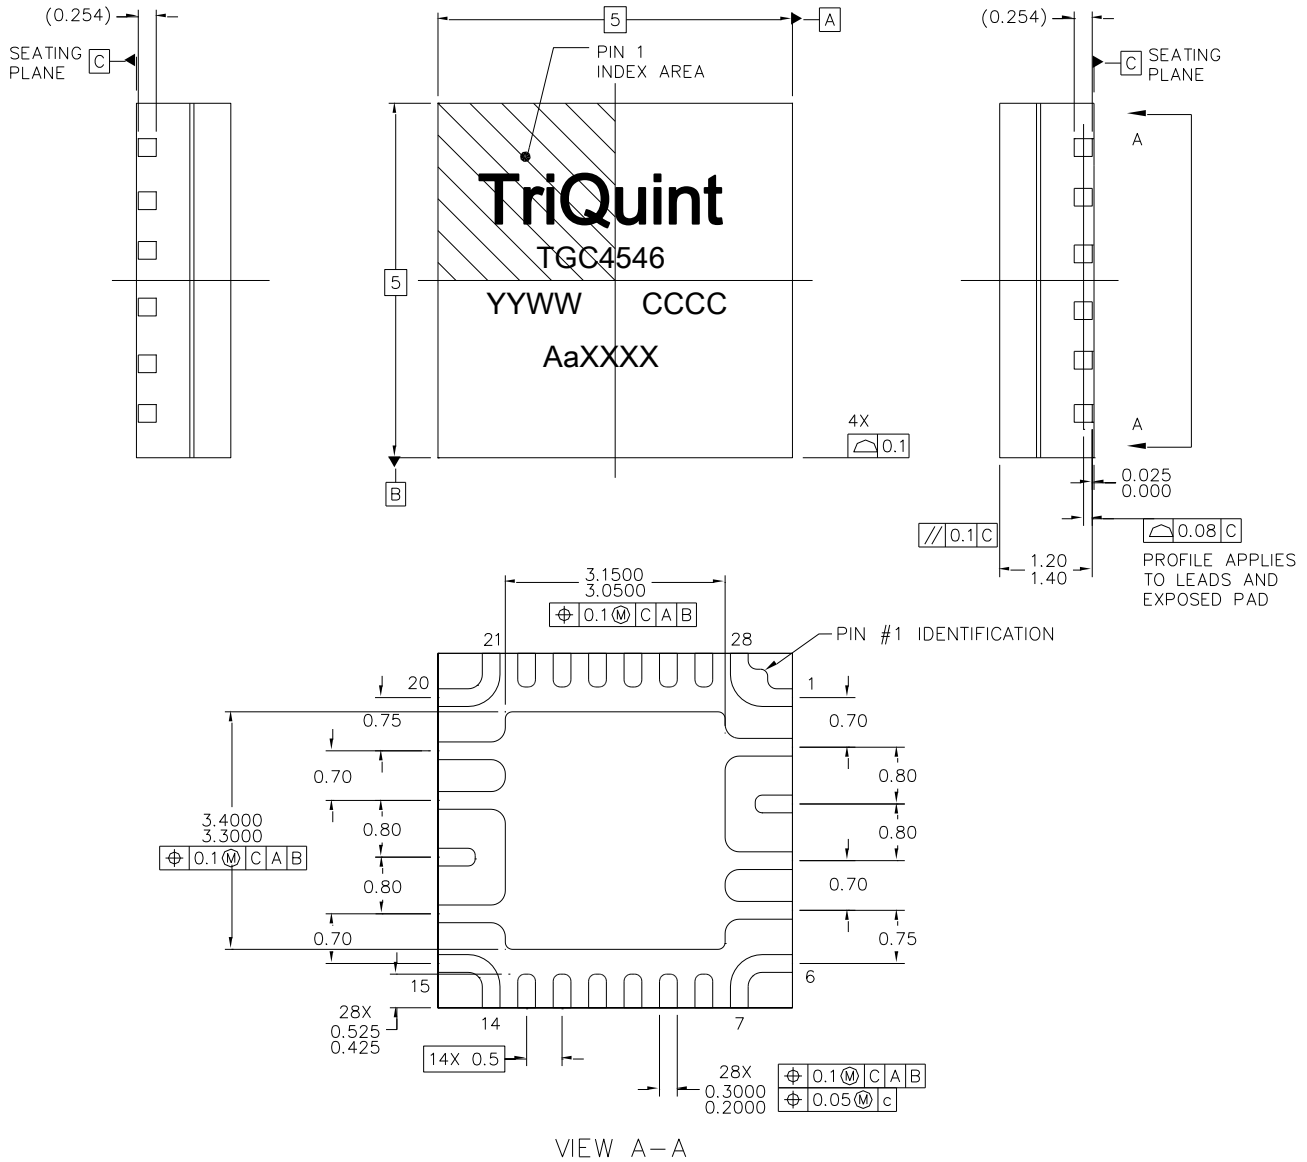 (0.254)
SEATING
PLANE
C
5
A
PIN 1
INDEX AREA
(0.254)
C
SEATING
PLANE
A
TriQuint
TGC4546
5
YYWW CCCC
AaXXXX
4X
0.1
A
B
0.025
0.000
// 0.1 C
1.20
1.40
0.08 C
PROFILE APPLIES
TO LEADS AND
EXPOSED PAD
3.1500
3.0500
⌖ 0.1 Ⓜ C A B
21
28
PIN #1 IDENTIFICATION
20
1
0.75
0.70
0.70
0.80
3.4000
3.3000
⌖ 0.1 Ⓜ C A B
0.80
0.80
0.80
0.70
0.70
0.75
15
6
28X
0.525
0.425
14
7
14X 0.5
28X
0.3000
0.2000
⌖ 0.1 Ⓜ C A B
⌖ 0.05 Ⓜ c
VIEW A-A